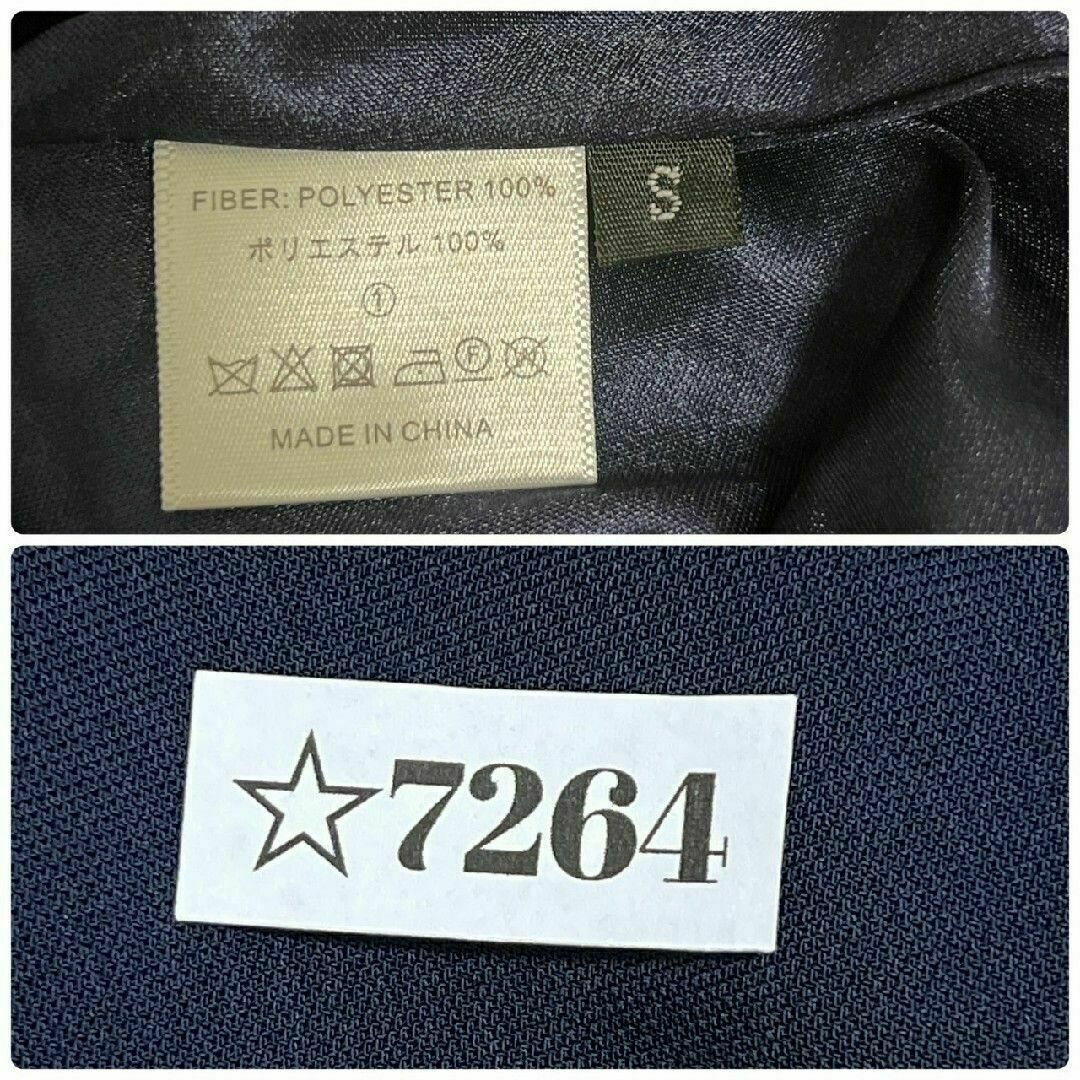 FIBER: POLYESTER 100%
ポリエステル 100%
①
F W
MADE IN CHINA
S
☆7264